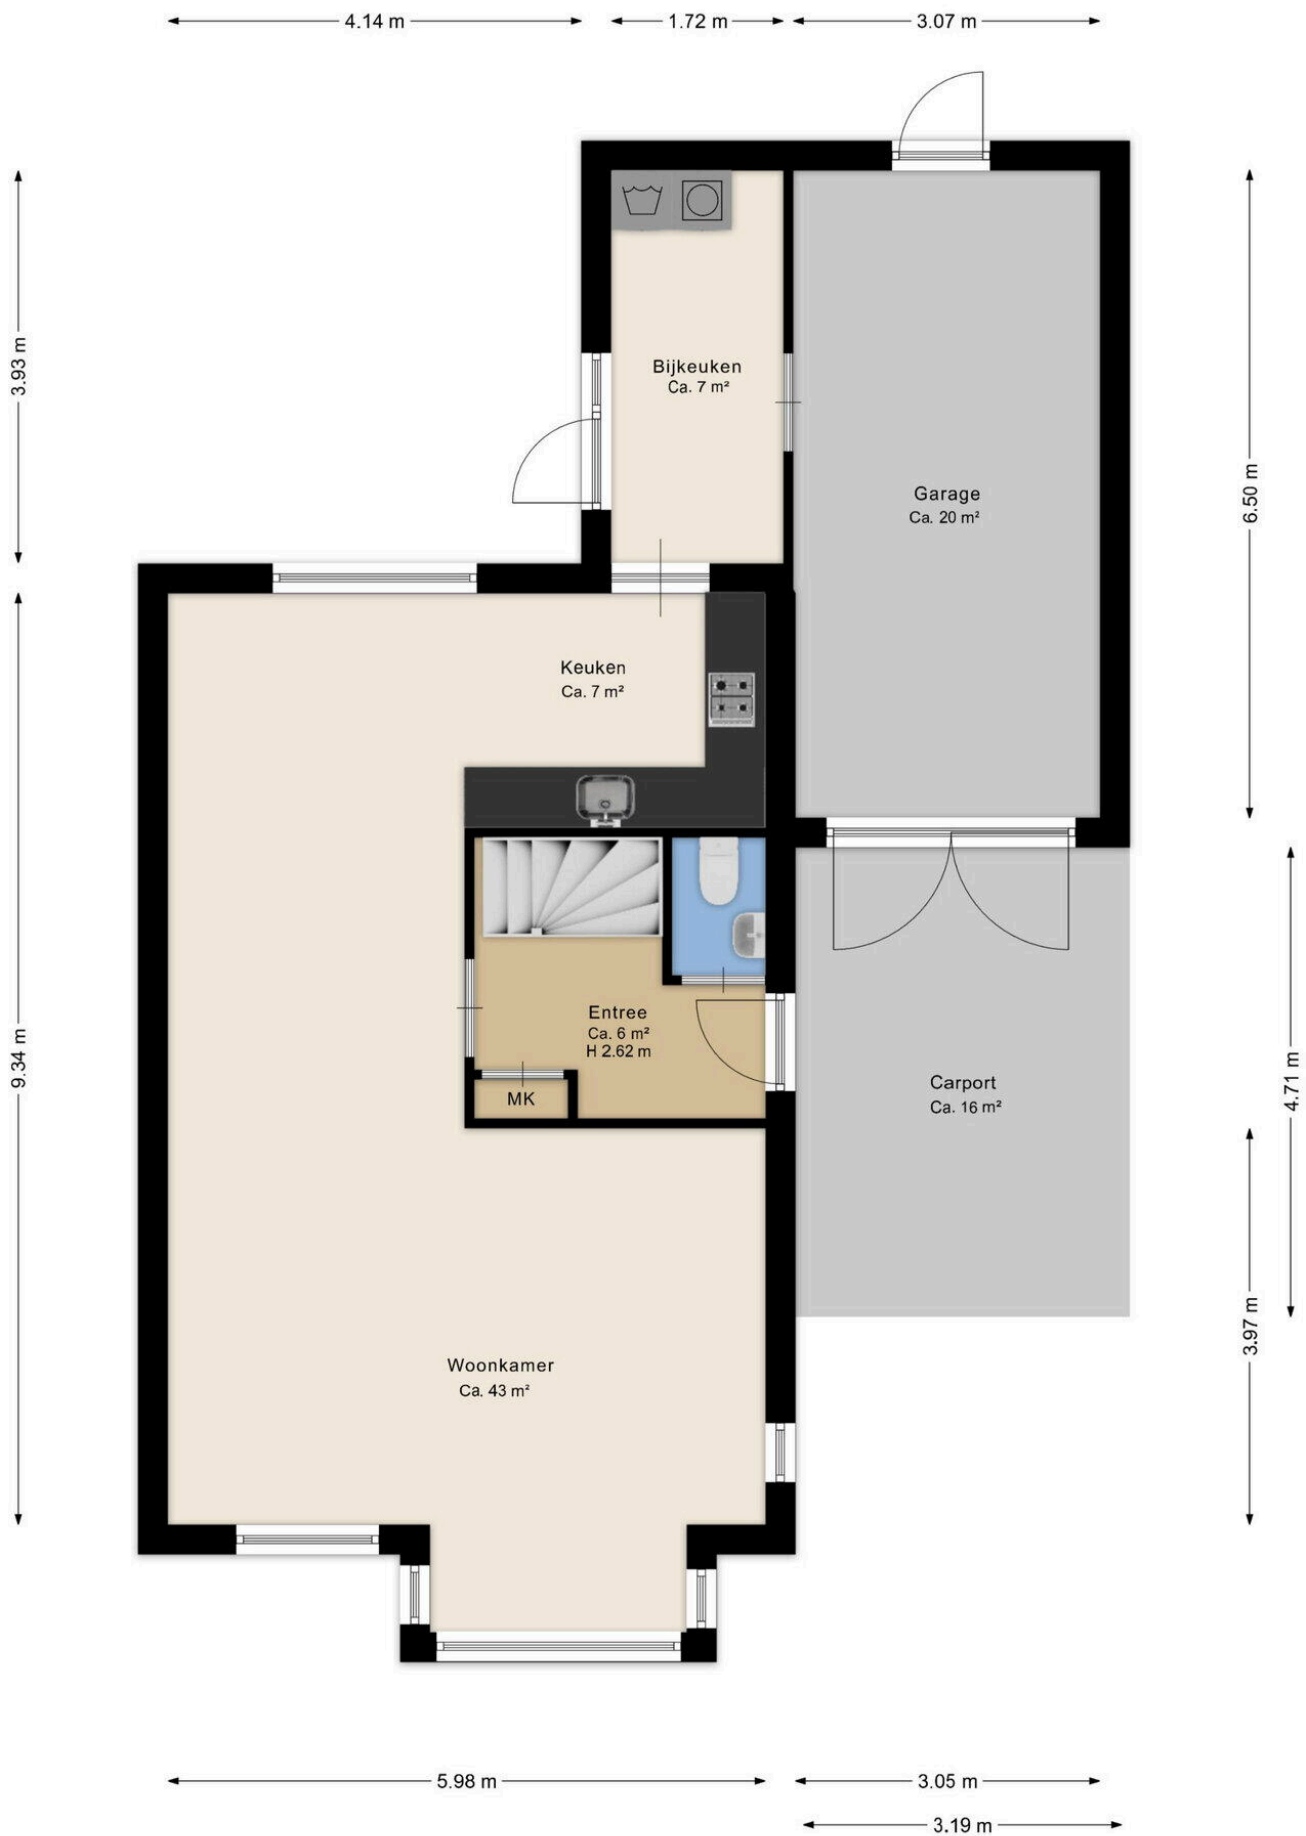 4.14 m
1.72 m
3.07 m
3.93 m
Bijkeuken
Ca. 7 m²
Garage
Ca. 20 m²
6.50 m
Keuken
Ca. 7 m²
9.34 m
Entree
Ca. 6 m²
H 2.62 m
MK
Carport
Ca. 16 m²
4.71 m
3.97 m
Woonkamer
Ca. 43 m²
5.98 m
3.05 m
3.19 m